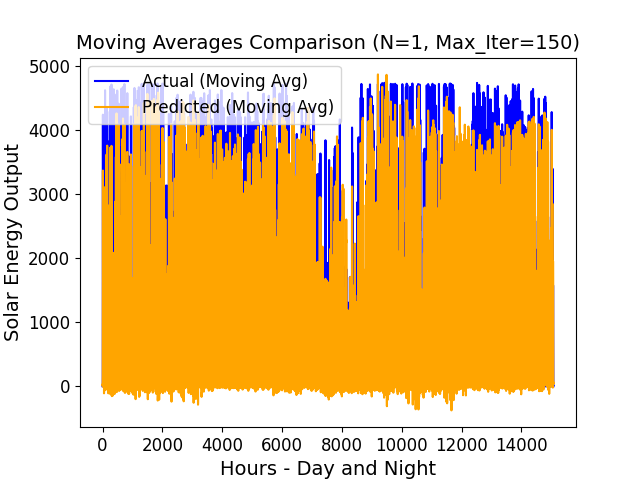 Moving Averages Comparison (N=1, Max_Iter=150)
Actual (Moving Avg)
Predicted (Moving Avg)
Solar Energy Output
5000
4000
3000
2000
1000
0
0 2000 4000 6000 8000 10000 12000 14000
Hours - Day and Night